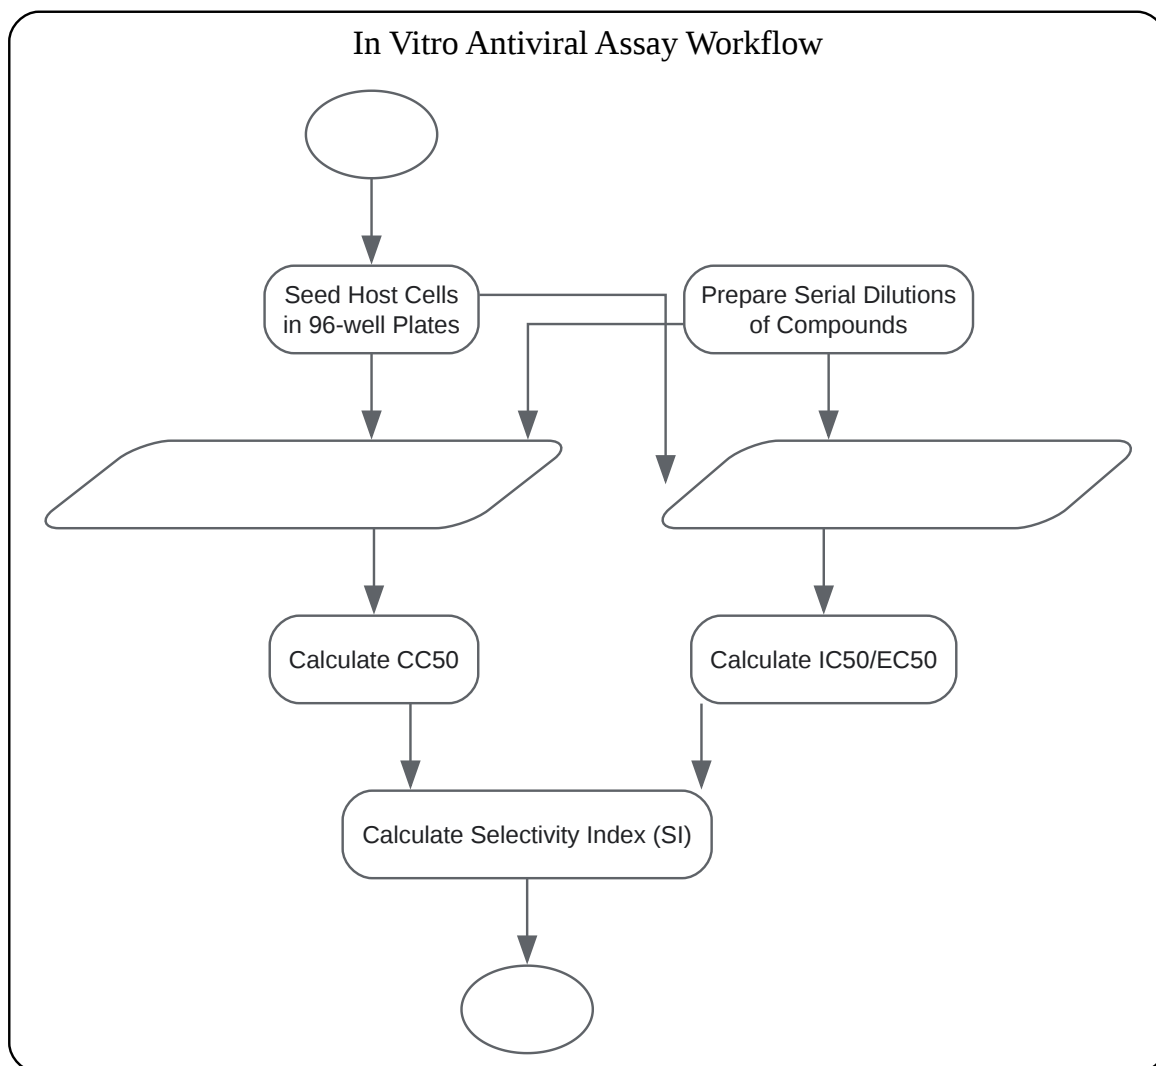 In Vitro Antiviral Assay Workflow
Seed Host Cells
in 96-well Plates
Prepare Serial Dilutions
of Compounds
Calculate CC50
Calculate IC50/EC50
Calculate Selectivity Index (SI)